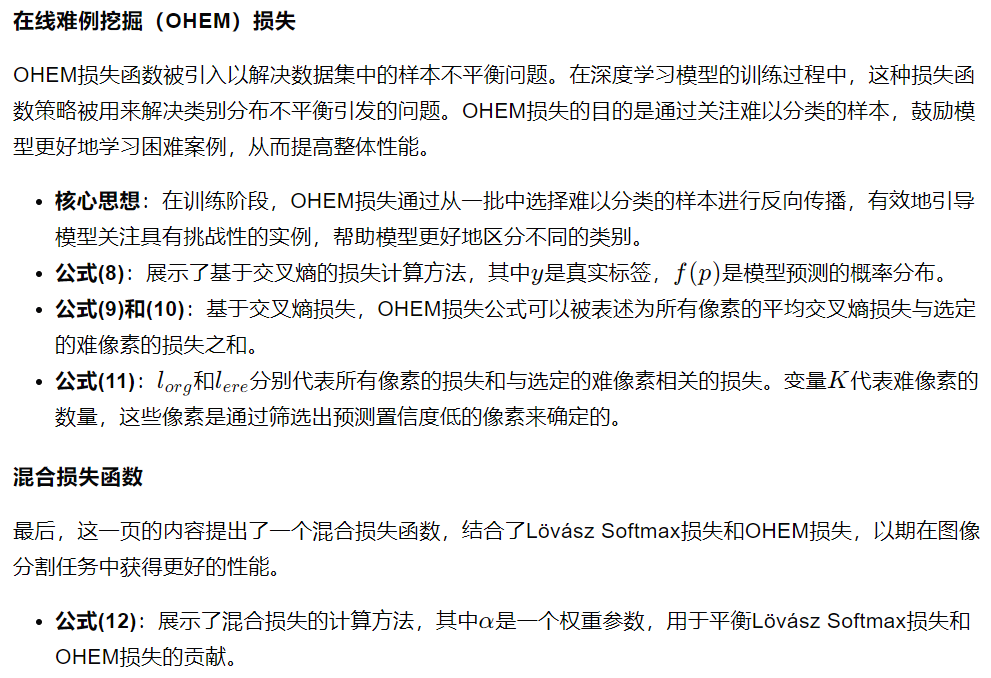 在线难例挖掘（OHEM）损失
OHEM损失函数被引入以解决数据集中的样本不平衡问题。在深度学习模型的训练过程中，这种损失函
数策略被用来解决类别分布不平衡引发的问题。OHEM损失的目的是通过关注难以分类的样本，鼓励模
型更好地学习困难案例，从而提高整体性能。
• 核心思想：在训练阶段，OHEM损失通过从一批中选择难以分类的样本进行反向传播，有效地引导
模型关注具有挑战性的实例，帮助模型更好地区分不同的类别。
• 公式(8)：展示了基于交叉熵的损失计算方法，其中y是真实标签，f(p)是模型预测的概率分布。
• 公式(9)和(10)：基于交叉熵损失，OHEM损失公式可以被表述为所有像素的平均交叉熵损失与选定
的难像素的损失之和。
• 公式(11)：l_{org}和l_{ere}分别代表所有像素的损失和与选定的难像素相关的损失。变量K代表难像素的
数量，这些像素是通过筛选出预测置信度低的像素来确定的。
混合损失函数
最后，这一页的内容提出了一个混合损失函数，结合了Lövász Softmax损失和OHEM损失，以期在图像
分割任务中获得更好的性能。
• 公式(12)：展示了混合损失的计算方法，其中α是一个权重参数，用于平衡Lövász Softmax损失和
OHEM损失的贡献。